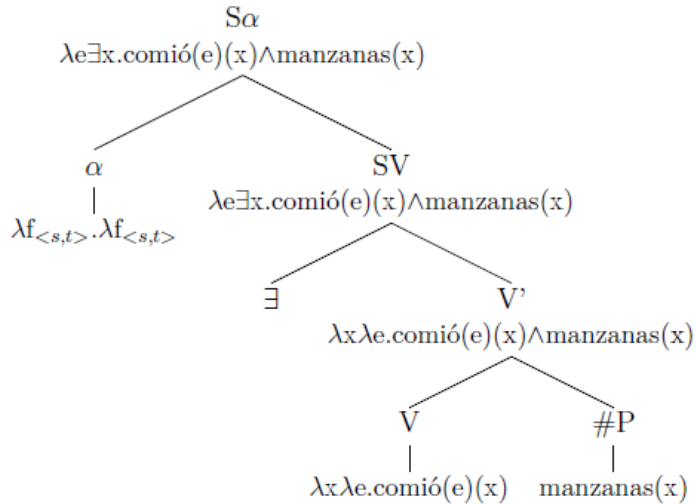 Sα
λe∃x.comió(e)(x)∧manzanas(x)
α
SV
λf<s,t>.λf<s,t>
λe∃x.comió(e)(x)∧manzanas(x)
∃
V'
λxλe.comió(e)(x)∧manzanas(x)
V
#P
λxλe.comió(e)(x)
manzanas(x)